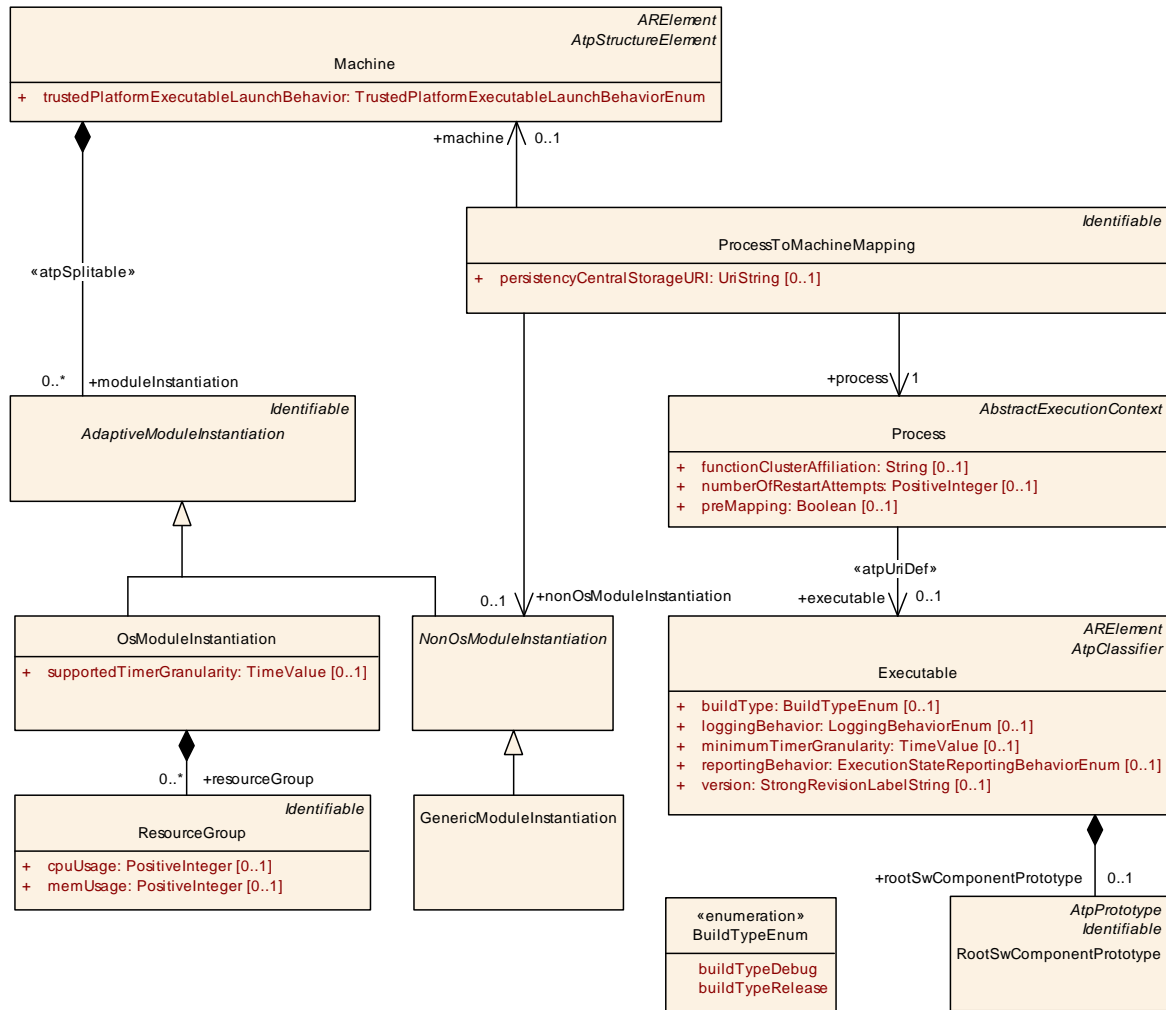 ARElement
AtpStructureElement
Machine
+ trustedPlatformExecutableLaunchBehavior: TrustedPlatformExecutableLaunchBehaviorEnum
+machine 0..1
Identifiable
ProcessToMachineMapping
+ persistencyCentralStorageURI: UriString [0..1]
«atpSplitable»
0..* +moduleInstantiation
+process 1
Identifiable
AdaptiveModuleInstantiation
AbstractExecutionContext
Process
+ functionClusterAffiliation: String [0..1]
+ numberOfRestartAttempts: PositiveInteger [0..1]
+ preMapping: Boolean [0..1]
«atpUriDef»
0..1 +nonOsModuleInstantiation
+executable 0..1
OsModuleInstantiation
+ supportedTimerGranularity: TimeValue [0..1]
NonOsModuleInstantiation
ARElement
AtpClassifier
Executable
+ buildType: BuildTypeEnum [0..1]
+ loggingBehavior: LoggingBehaviorEnum [0..1]
+ minimumTimerGranularity: TimeValue [0..1]
+ reportingBehavior: ExecutionStateReportingBehaviorEnum [0..1]
+ version: StrongRevisionLabelString [0..1]
0..* +resourceGroup
Identifiable
ResourceGroup
+ cpuUsage: PositiveInteger [0..1]
+ memUsage: PositiveInteger [0..1]
GenericModuleInstantiation
+rootSwComponentPrototype 0..1
«enumeration»
BuildTypeEnum
buildTypeDebug
buildTypeRelease
AtpPrototype
Identifiable
RootSwComponentPrototype